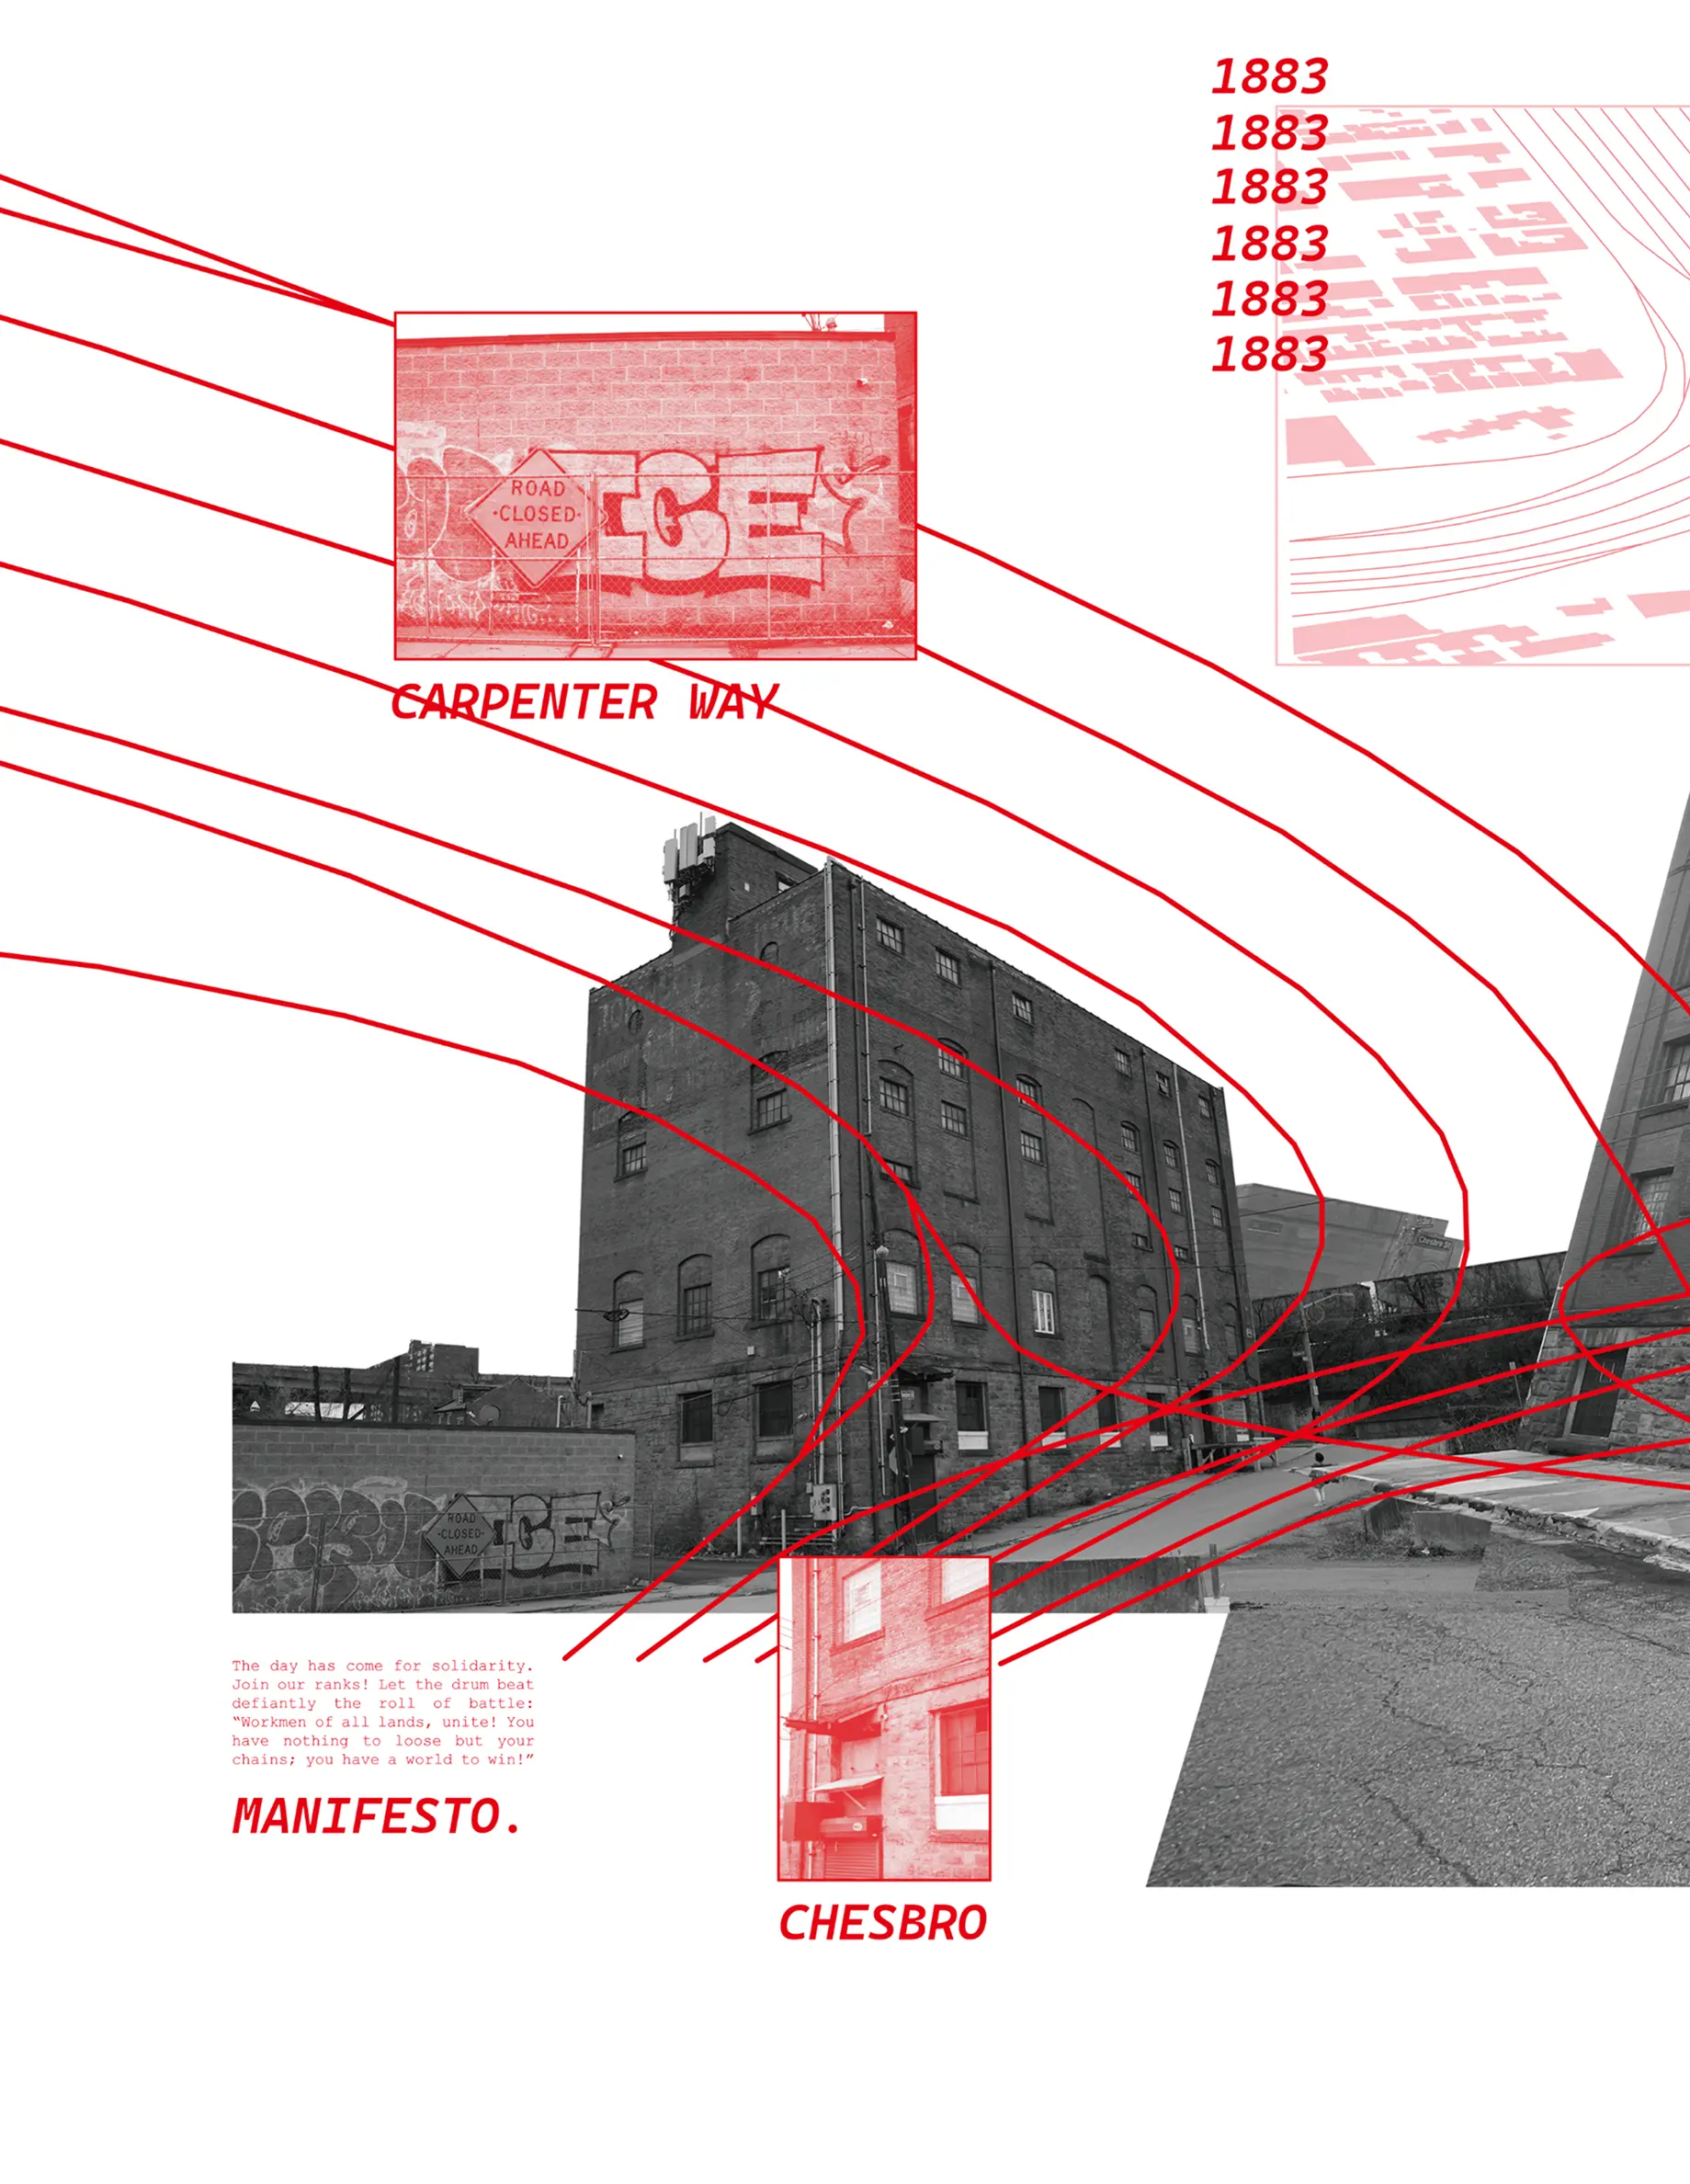 1883
1883
1883
1883
1883
1883
ROAD
·CLOSED·
AHEAD
ICE
CARPENTER WAY
Chesbro St
ROAD
·CLOSED·
AHEAD
ICE
The day has come for solidarity.
Join our ranks! Let the drum beat
defiantly the roll of battle:
“Workmen of all lands, unite! You
have nothing to loose but your
chains; you have a world to win!”
MANIFESTO.
CHESBRO